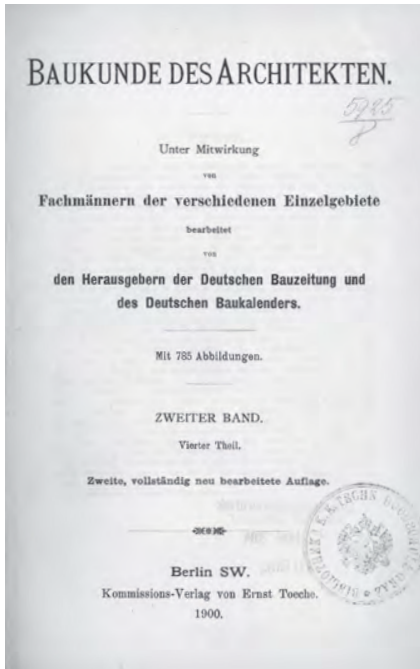 BAUKUNDE DES ARCHITEKTEN.
5925
Unter Mitwirkung
von
Fachmännern der verschiedenen Einzelgebiete
bearbeitet
von
den Herausgebern der Deutschen Bauzeitung und
des Deutschen Baukalenders.
Mit 785 Abbildungen.
ZWEITER BAND.
Vierter Theil.
Zweite, vollständig neu bearbeitete Auflage.
Berlin SW.
Kommissions-Verlag von Ernst Toeche.
1900.